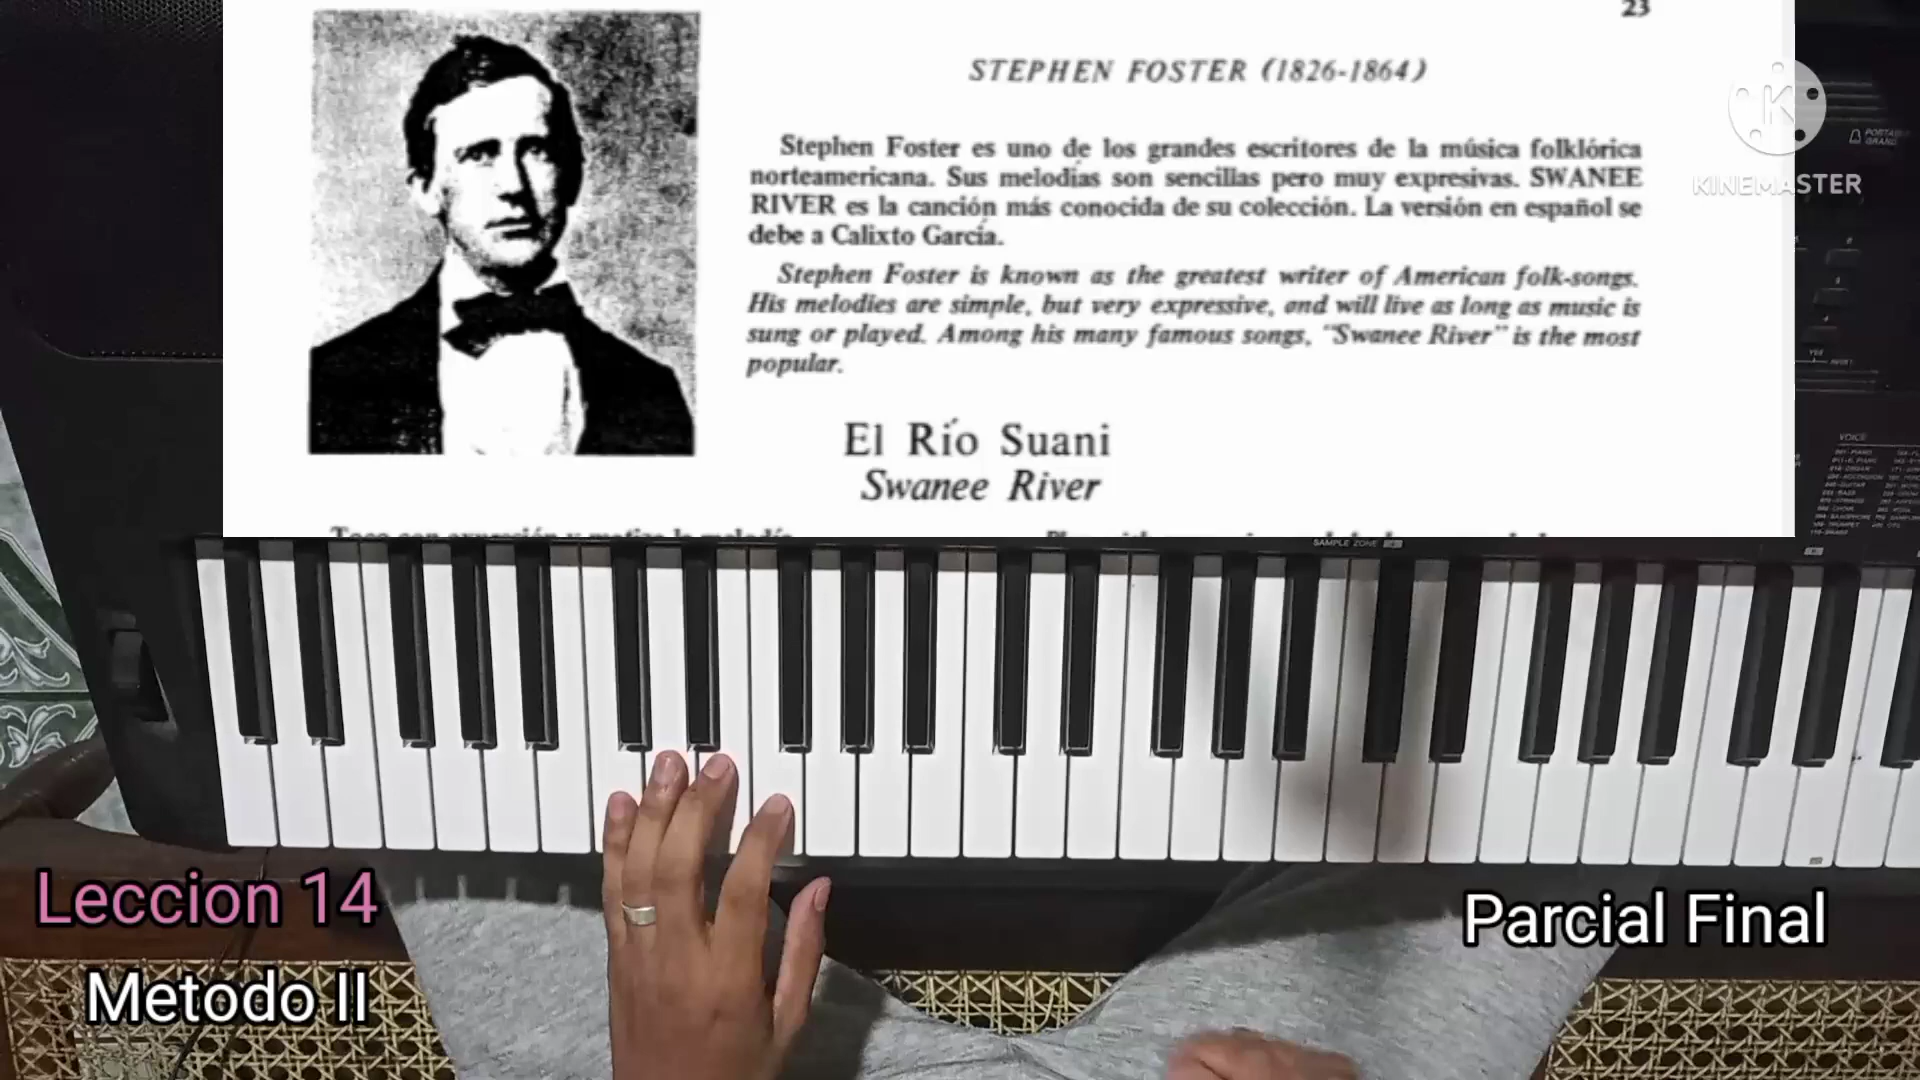 23
STEPHEN FOSTER (1826-1864)
Stephen Foster es uno de los grandes escritores de la música folklórica
norteamericana. Sus melodías son sencillas pero muy expresivas. SWANEE
RIVER es la canción más conocida de su colección. La versión en español se
debe a Calixto García.
Stephen Foster is known as the greatest writer of American folk-songs.
His melodies are simple, but very expressive, and will live as long as music is
sung or played. Among his many famous songs, "Swanee River" is the most
popular.
El Río Suani
Swanee River
KINEMASTER
PORTABLE
GRAND
VOICE
SAMPLE ZONE
Leccion 14
Metodo II
Parcial Final